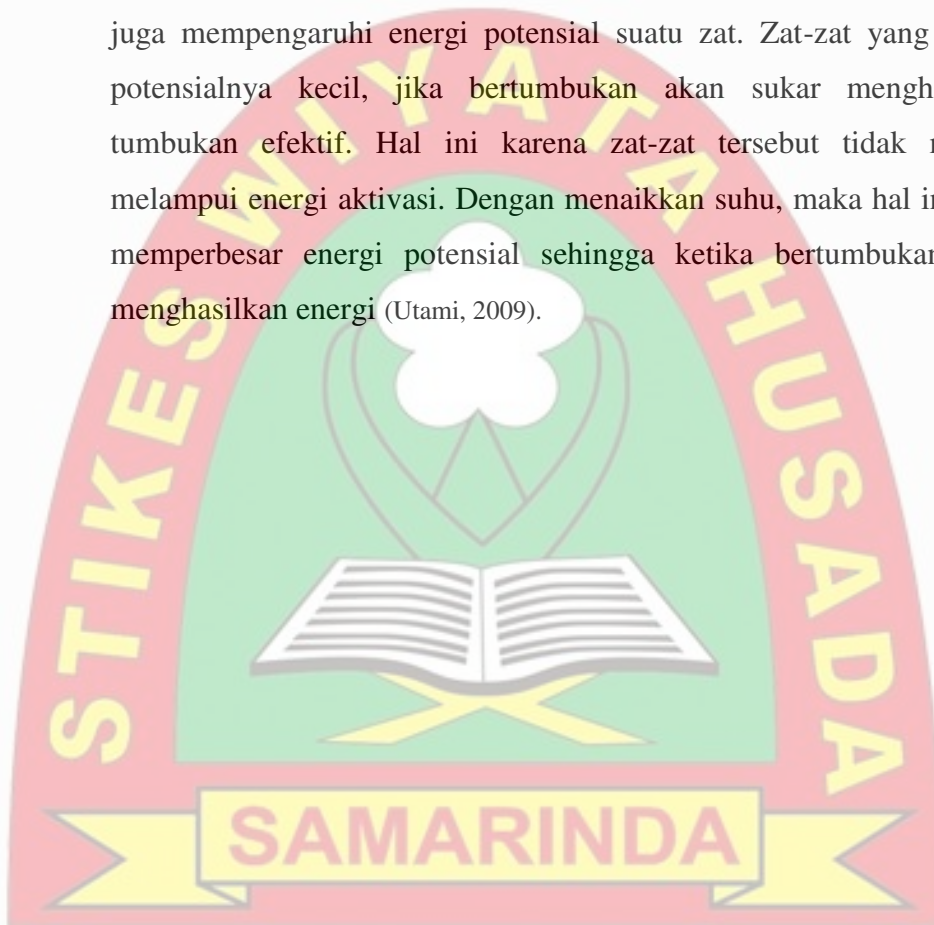 juga mempengaruhi energi potensial suatu zat. Zat-zat yang
potensialnya kecil, jika bertumbukan akan sukar
tumbukan efektif. Hal ini karena zat-zat tersebut tidak
melampui energi aktivasi. Dengan menaikkan suhu, maka hal
memperbesar energi potensial sehingga ketika
menghasilkan energi (Utami, 2009).
STIKES WIYATA HUSADA
SAMARINDA